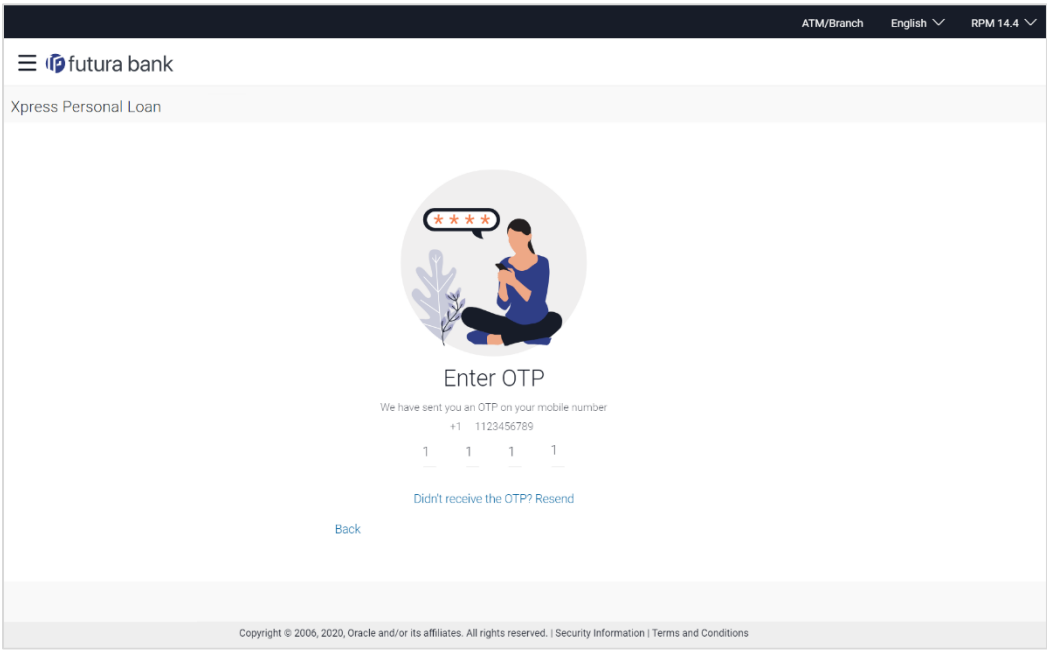 ATM/Branch English RPM 14.4
futura bank
Xpress Personal Loan
* * * *
Enter OTP
We have sent you an OTP on your mobile number
+1 1123456789
1 1 1 1
Didn't receive the OTP? Resend
Back
Copyright © 2006, 2020, Oracle and/or its affiliates. All rights reserved. | Security Information | Terms and Conditions